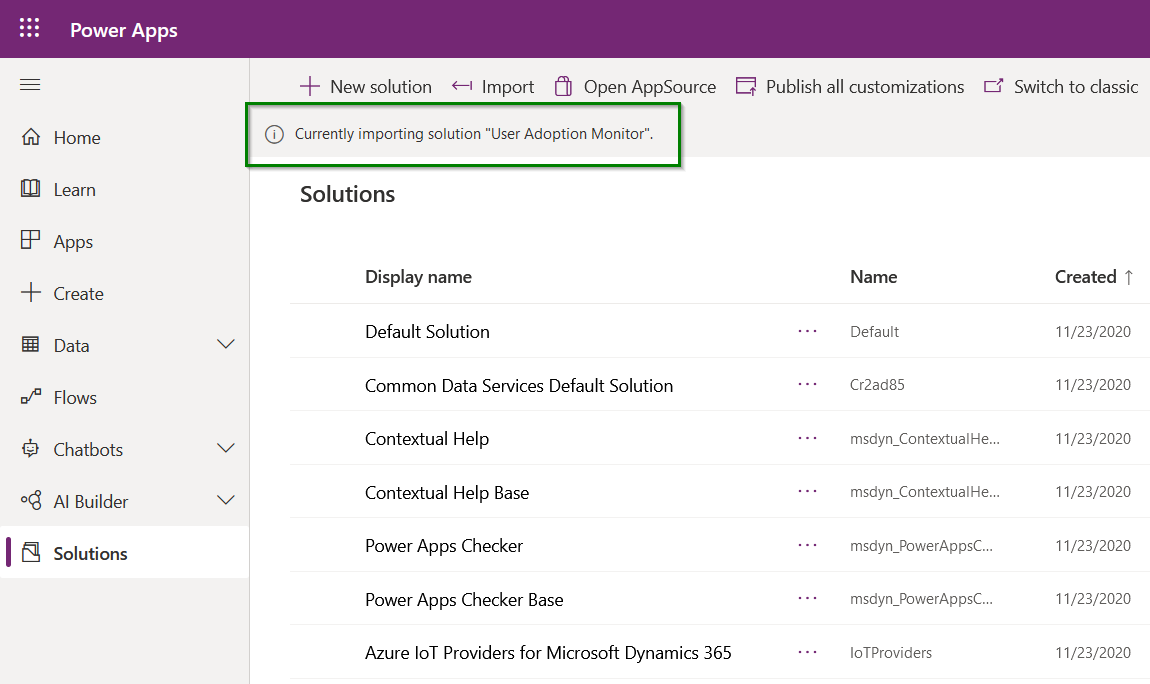 Power Apps
New solution Import Open AppSource Publish all customizations Switch to classic
Currently importing solution "User Adoption Monitor".
Home
Learn
Apps
Create
Data
Flows
Chatbots
AI Builder
Solutions
Solutions
Display name Name Created ↑
Default Solution ... Default 11/23/2020
Common Data Services Default Solution ... Cr2ad85 11/23/2020
Contextual Help ... msdyn_ContextualHe... 11/23/2020
Contextual Help Base ... msdyn_ContextualHe... 11/23/2020
Power Apps Checker ... msdyn_PowerAppsC... 11/23/2020
Power Apps Checker Base ... msdyn_PowerAppsC... 11/23/2020
Azure IoT Providers for Microsoft Dynamics 365 ... IoTProviders 11/23/2020